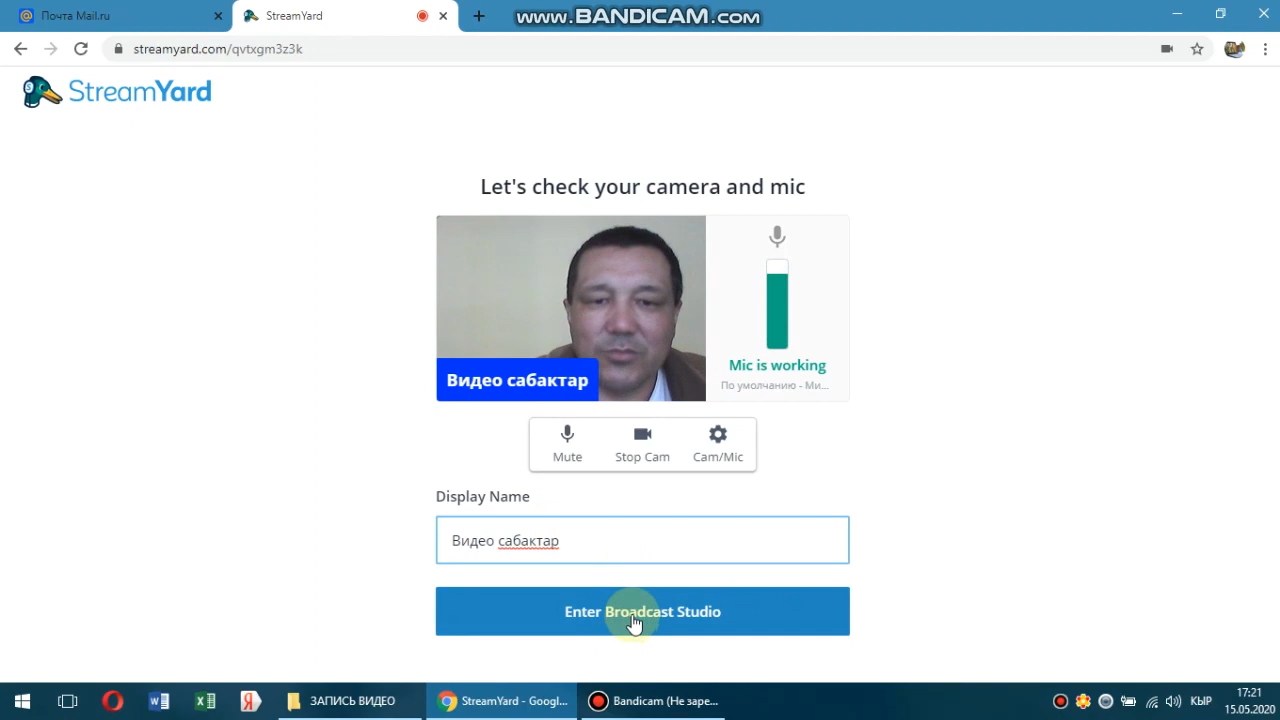 Почта Mail.ru
StreamYard
www.BANDICAM.com
streamyard.com/qvtxgm3z3k
StreamYard
Let's check your camera and mic
Видео сабактар
Mic is working
По умолчанию - Ми...
Mute
Stop Cam
Cam/Mic
Display Name
Видео сабактар
Enter Broadcast Studio
ЗАПИСЬ ВИДЕО
StreamYard - Googl...
Bandicam (Не заре...
КЫР
17:21
15.05.2020